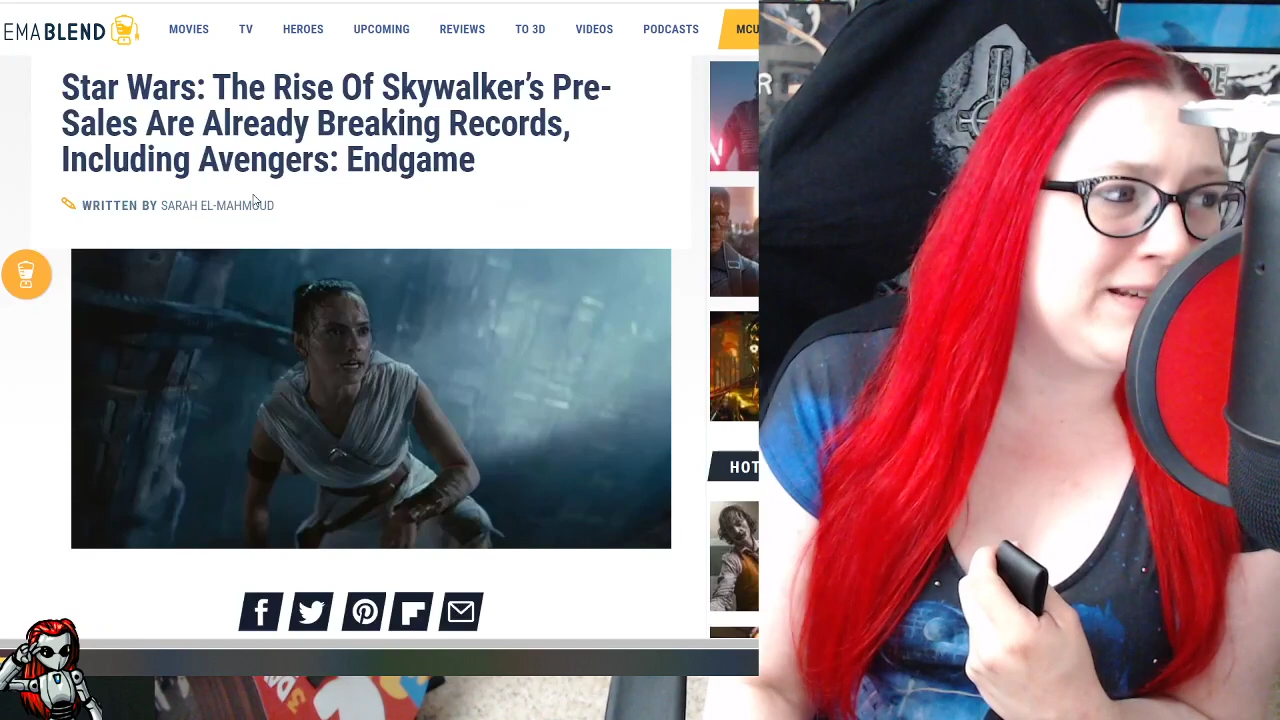 EMABLEND
MOVIES TV HEROES UPCOMING REVIEWS TO 3D VIDEOS PODCASTS MCU
Star Wars: The Rise Of Skywalker’s Pre-
Sales Are Already Breaking Records,
Including Avengers: Endgame
WRITTEN BY SARAH EL-MAHMOUD
HOT